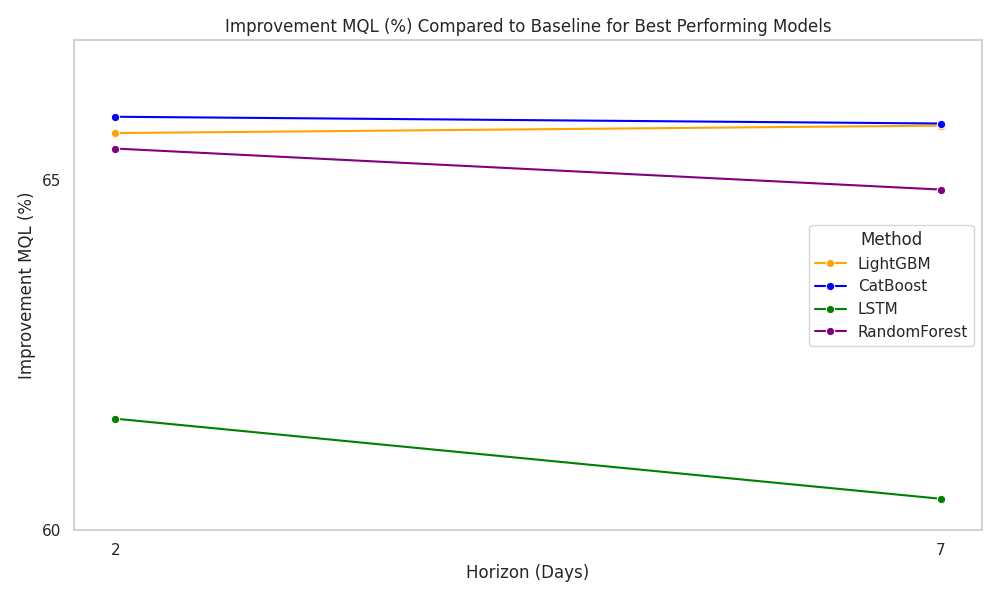 Improvement MQL (%) Compared to Baseline for Best Performing Models
Improvement MQL (%)
65
60
Method
LightGBM
CatBoost
LSTM
RandomForest
2
7
Horizon (Days)